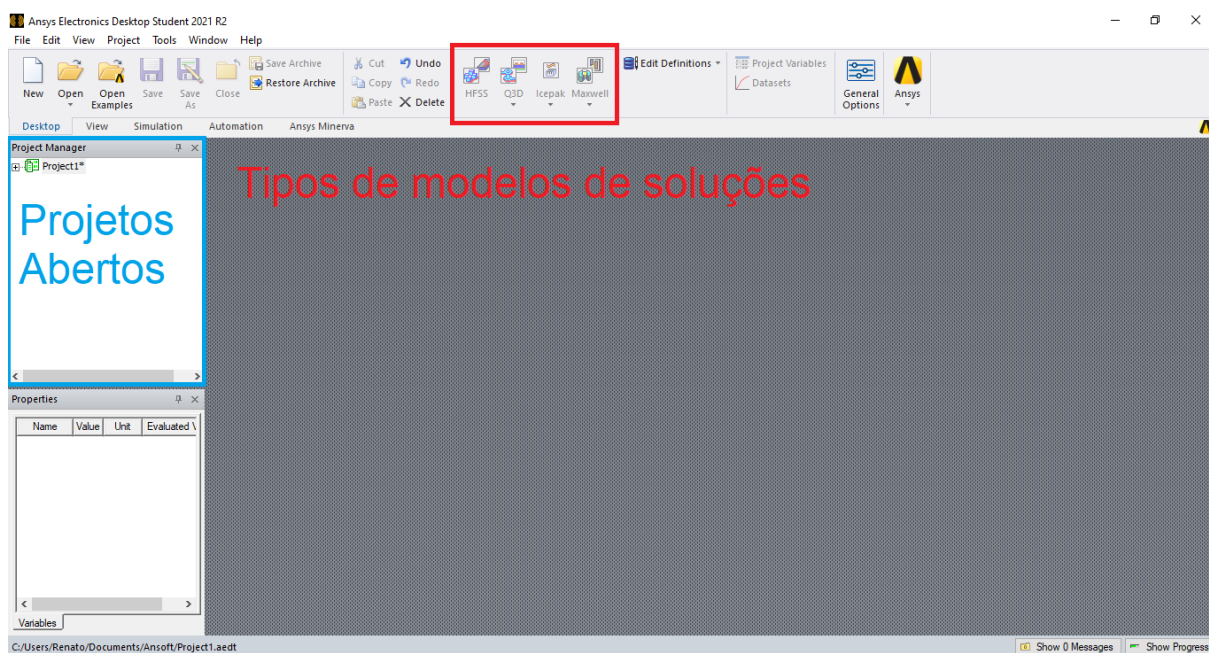 Ansys Electronics Desktop Student 2021 R2
File Edit View Project Tools Window Help
New Open Open Examples Save Save As Close
Save Archive
Restore Archive
Cut Undo
Copy Redo
Paste Delete
HFSS Q3D Icepak Maxwell
Edit Definitions
Project Variables
Datasets
General Options
Ansys
Desktop View Simulation Automation Ansys Minerva
Project Manager
Project1*
Tipos de modelos de soluções
Projetos
Abertos
Properties
Name Value Unit Evaluated V
Variables
C:/Users/Renato/Documents/Ansoft/Project1.aedt
Show 0 Messages Show Progress